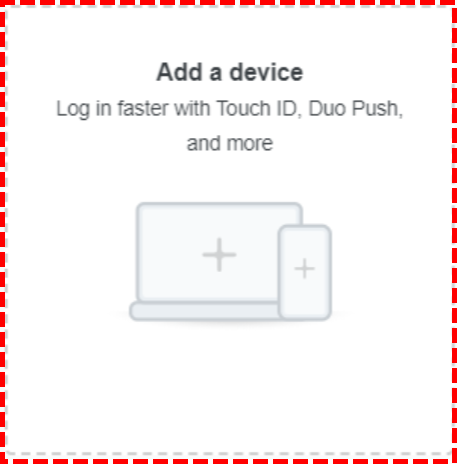 Add a device
Log in faster with Touch ID, Duo Push,
and more